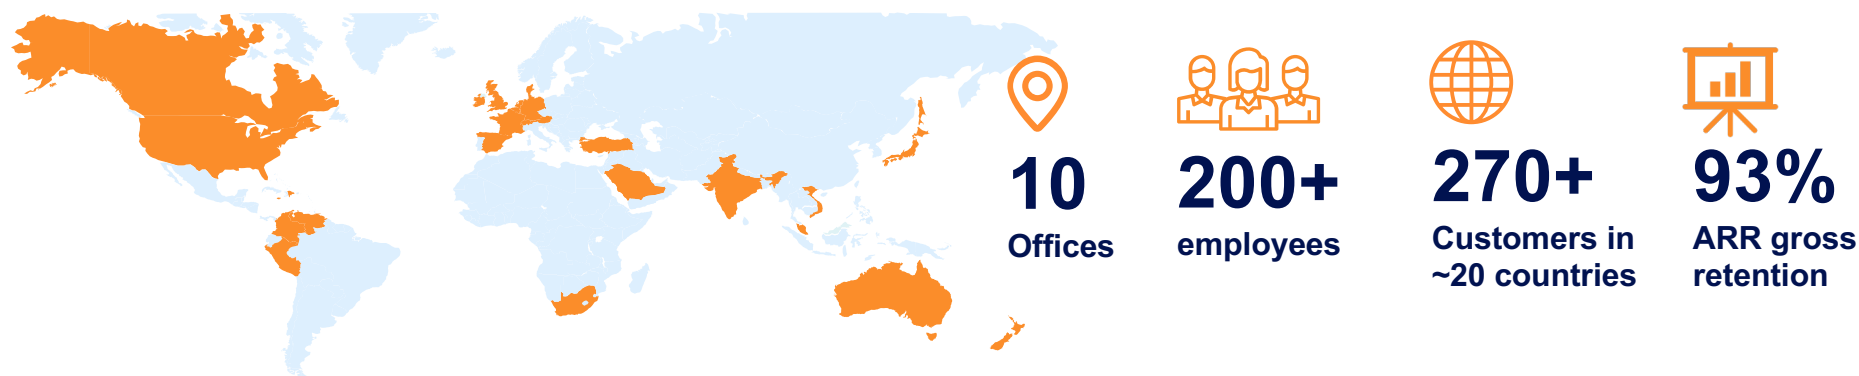 10
Offices
200+
employees
270+
Customers in
~20 countries
93%
ARR gross
retention